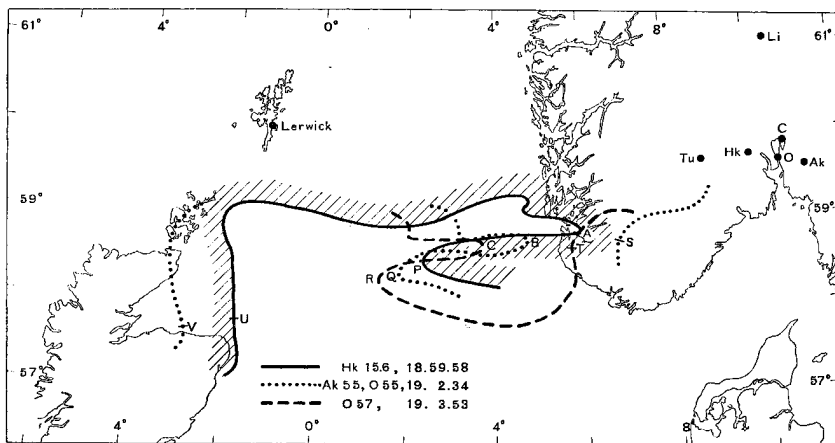 4° 0° 4° 8°
61° 61°
Li
Lerwick
C
Tu Hk O Ak
59° 59°
A
B
C T S
P
Q
R
U
V
57° 57°
Hk 15.6, 18.59.58
Ak 55, O 55, 19. 2.34
O 57, 19. 3.53
4° 0° 4° 8